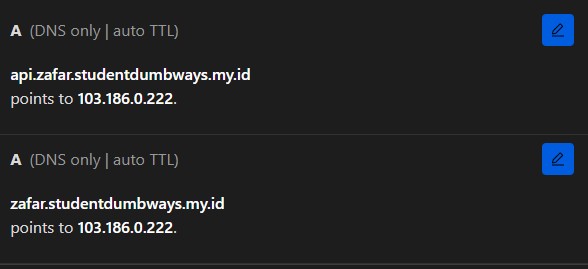 A (DNS only | auto TTL)
api.zafar.studentdumbways.my.id
points to 103.186.0.222.
A (DNS only | auto TTL)
zafar.studentdumbways.my.id
points to 103.186.0.222.